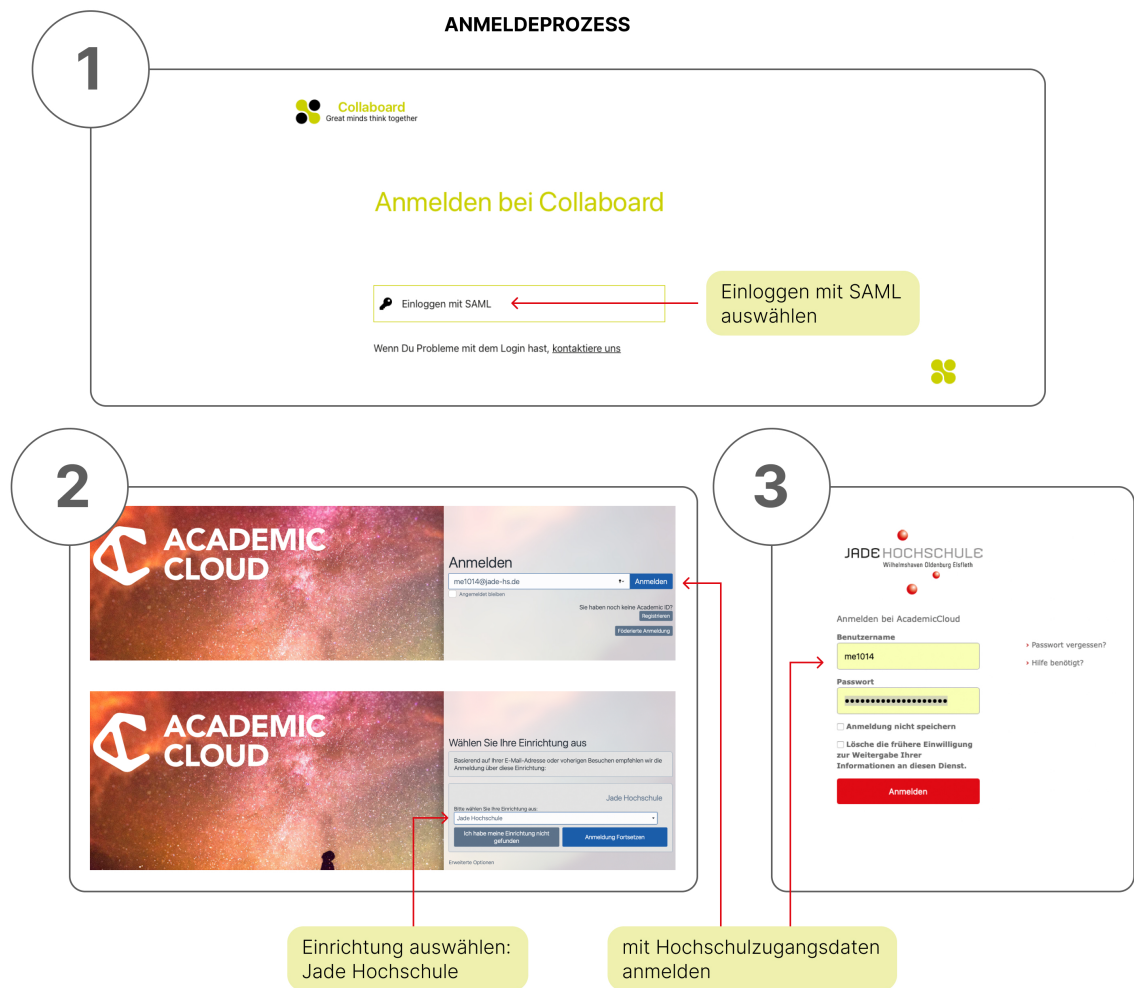 ANMELDEPROZESS
1
Collaboard
Great minds think together
Anmelden bei Collaboard
Einloggen mit SAML
Einloggen mit SAML
auswählen
Wenn Du Probleme mit dem Login hast, kontaktiere uns
2
ACADEMIC
CLOUD
Anmelden
me1014@jade-hs.de
Anmelden
Angemeldet bleiben
Sie haben noch keine Academic ID?
Registrieren
Föderierte Anmeldung
ACADEMIC
CLOUD
Wählen Sie Ihre Einrichtung aus
Basierend auf Ihrer E-Mail-Adresse oder vorherigen Besuchen empfehlen wir die
Anmeldung über diese Einrichtung:
Jade Hochschule
Bitte wählen Sie Ihre Einrichtung aus:
Jade Hochschule
Ich habe meine Einrichtung nicht
gefunden
Anmeldung Fortsetzen
Erweiterte Optionen
Einrichtung auswählen:
Jade Hochschule
3
JADE HOCHSCHULE
Wilhelmshaven Oldenburg Elsfleth
Anmelden bei AcademicCloud
Benutzername
me1014
Passwort
Passwort vergessen?
Hilfe benötigt?
Anmeldung nicht speichern
Lösche die frühere Einwilligung
zur Weitergabe Ihrer
Informationen an diesen Dienst.
Anmelden
mit Hochschulzugangsdaten
anmelden